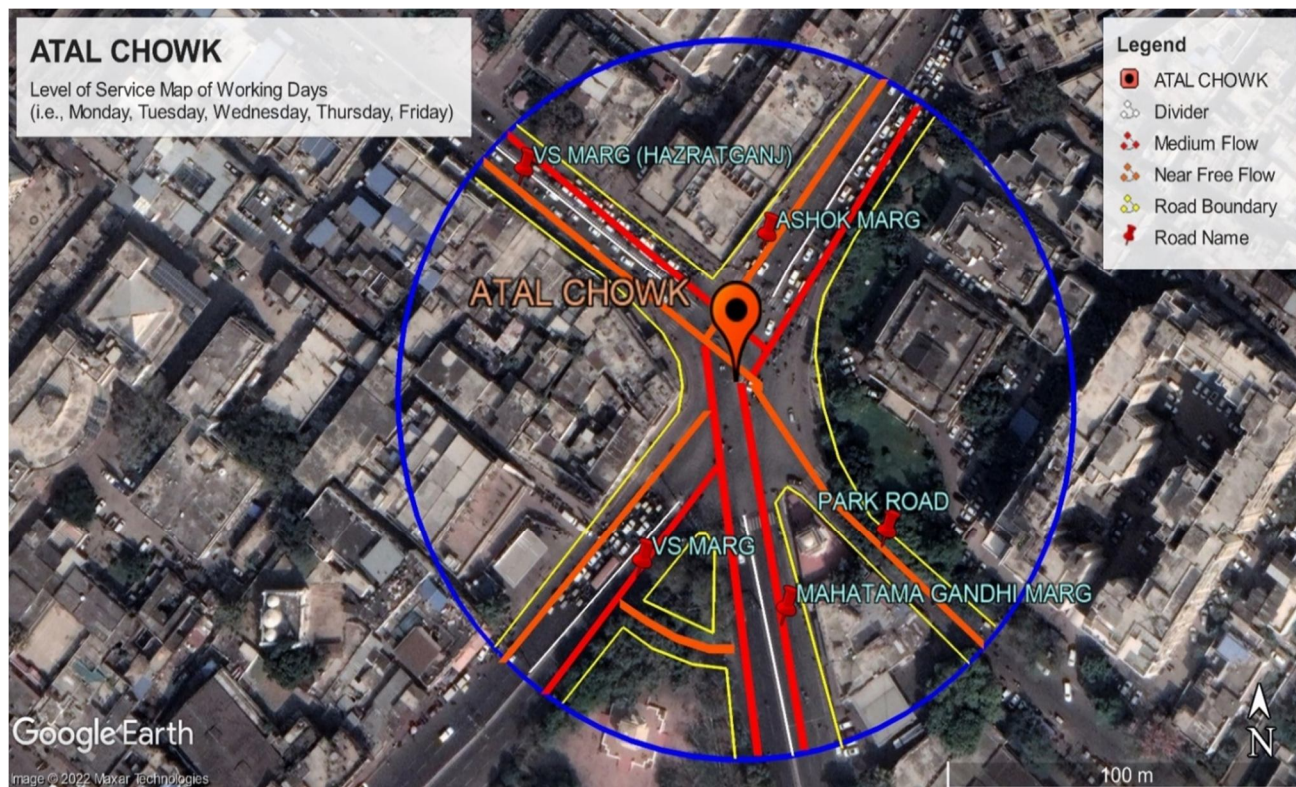 ATAL CHOWK
Level of Service Map of Working Days
(i.e., Monday, Tuesday, Wednesday, Thursday, Friday)
Legend
ATAL CHOWK
Divider
Medium Flow
Near Free Flow
Road Boundary
Road Name
VS MARG (HAZRATGANJ)
ASHOK MARG
ATAL CHOWK
PARK ROAD
VS MARG
MAHATAMA GANDHI MARG
Google Earth
Image © 2022 Maxar Technologies
N
100 m